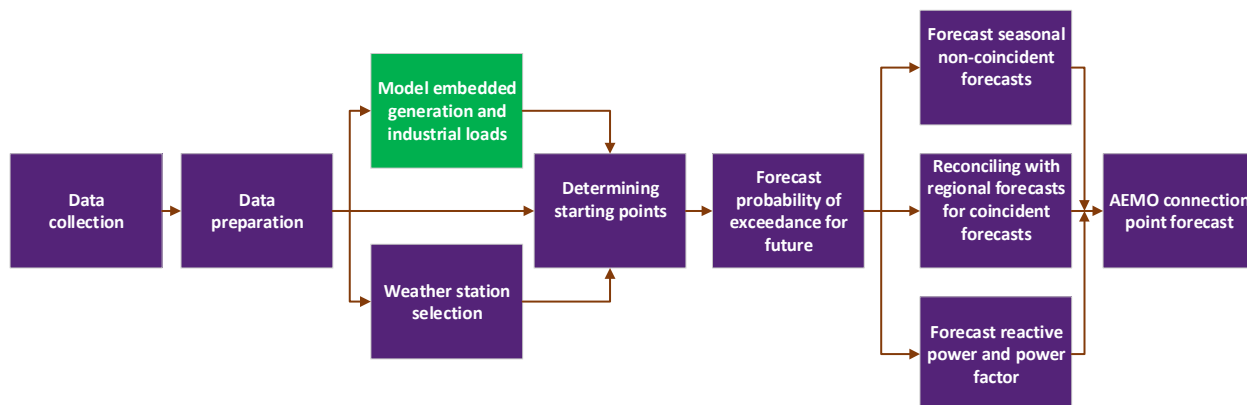 Data
collection
Data
preparation
Model embedded
generation and
industrial loads
Weather station
selection
Determining
starting points
Forecast
probability of
exceedance for
future
Forecast seasonal
non-coincident
forecasts
Reconciling with
regional forecasts
for coincident
forecasts
Forecast reactive
power and power
factor
AEMO connection
point forecast